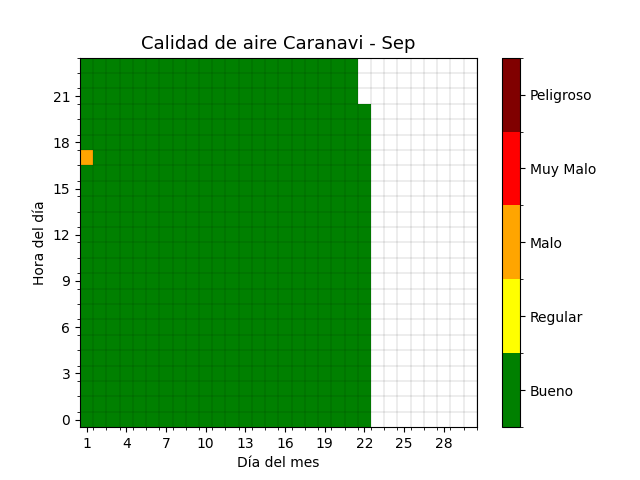 Calidad de aire Caranavi - Sep
Hora del día
21
18
15
12
9
6
3
0
1 4 7 10 13 16 19 22 25 28
Día del mes
Peligroso
Muy Malo
Malo
Regular
Bueno